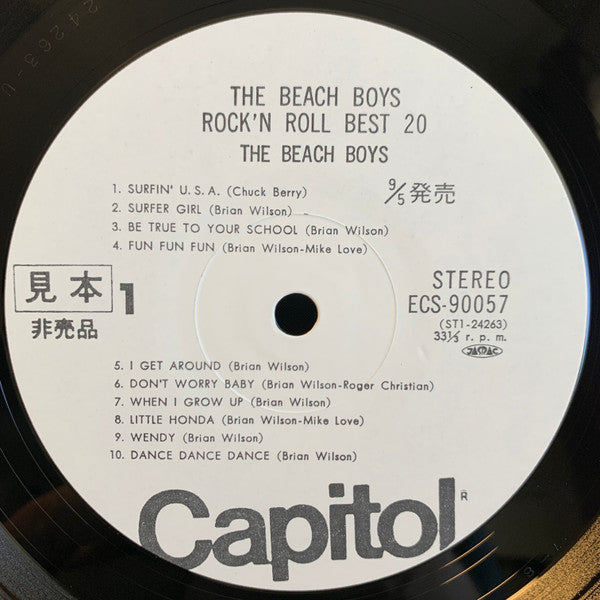 THE BEACH BOYS
ROCK'N ROLL BEST 20
THE BEACH BOYS
1. SURFIN' U.S.A. (Chuck Berry)
2. SURFER GIRL (Brian Wilson)
3. BE TRUE TO YOUR SCHOOL (Brian Wilson)
4. FUN FUN FUN (Brian Wilson-Mike Love)
9/5発売
見本
1
非売品
STEREO
ECS-90057
(ST1-24263)
33⅓ r.p.m.
JASRAC
5. I GET AROUND (Brian Wilson)
6. DON'T WORRY BABY (Brian Wilson-Roger Christian)
7. WHEN I GROW UP (Brian Wilson)
8. LITTLE HONDA (Brian Wilson-Mike Love)
9. WENDY (Brian Wilson)
10. DANCE DANCE DANCE (Brian Wilson)
Capitol®